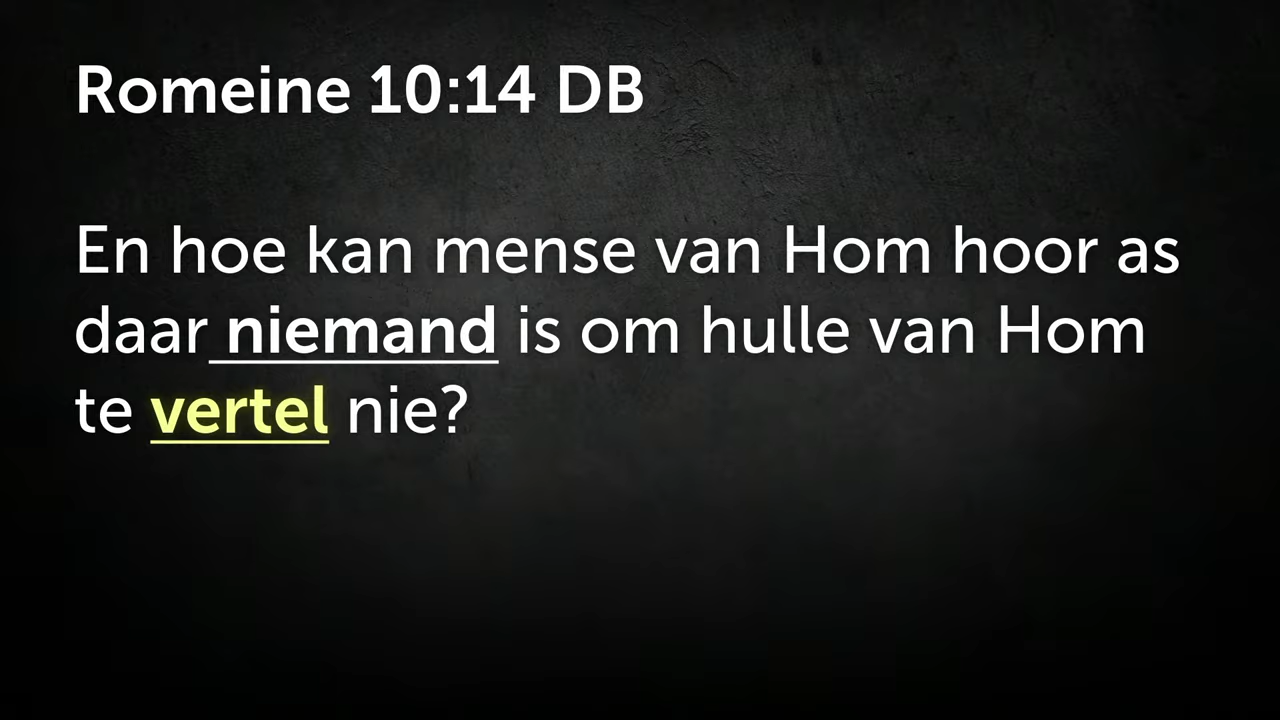 Romeine 10:14 DB
En hoe kan mense van Hom hoor as
daar niemand is om hulle van Hom
te vertel nie?